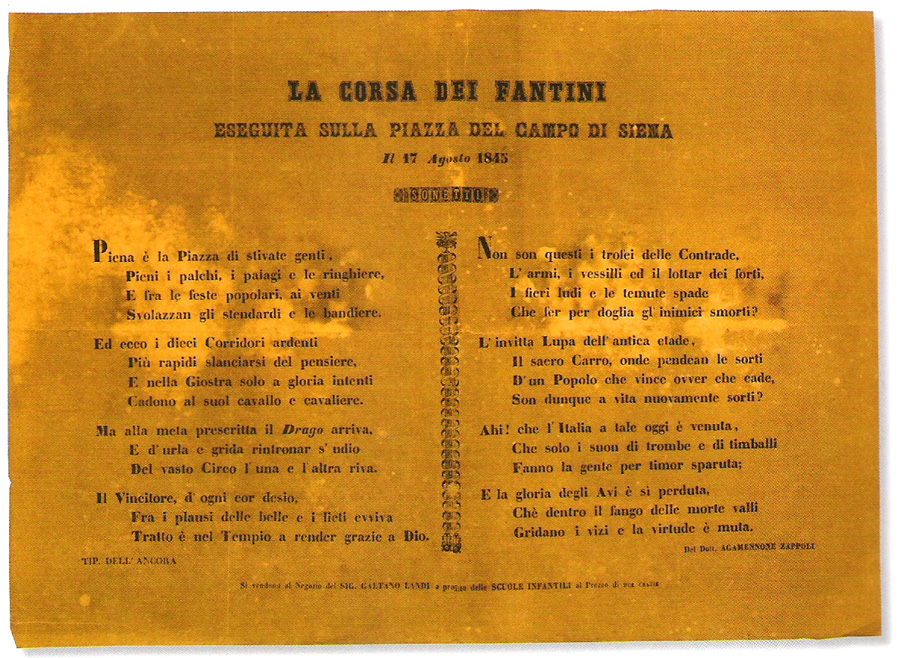 LA CORSA DEI FANTINI
ESEGUITA SULLA PIAZZA DEL CAMPO DI SIENA
Il 17 Agosto 1845
SONETTO
Piena è la Piazza di stivate genti,
Pieni i palchi, i palagi e le ringhiere,
E fra le feste popolari, ai venti
Svolazzan gli stendardi e le bandiere.
Ed ecco i dieci Corridori ardenti
Più rapidi slanciarsi del pensiere,
E nella Giostra solo a gloria intenti
Cadono al suol cavallo e cavaliere.
Ma alla meta prescritta il Drago arriva,
E d'urla e grida rintronar s'udio
Del vasto Circo l'una e l'altra riva.
Il Vincitore, d'ogni cor desio,
Fra i plausi delle belle e i lieti evviva
Tratto è nel Tempio a render grazie a Dio.
TIP. DELL'ANCORA
Non son questi i trofei delle Contrade,
L'armi, i vessilli ed il lottar dei forti,
I fieri ludi e le temute spade
Che fer per doglia gl'inimici smorti?
L'invitta Lupa dell'antica etade,
Il sacro Carro, onde pendean le sorti
D'un Popolo che vince ovver che cade,
Son dunque a vita nuovamente sorti?
Ahi! che l'Italia a tale oggi è venuta,
Che solo i suon di trombe e di timballi
Fanno la gente per timor sparuta;
E la gloria degli Avi è sì perduta,
Chè dentro il fango delle morte valli
Gridano i vizi e la virtude è muta.
Del Dott. AGAMENNONE ZAPPOLI
Si vendono al Negozio del SIG. GAETANO LANDI a profitto delle SCUOLE INFANTILI al Prezzo di DUE CRAZIE